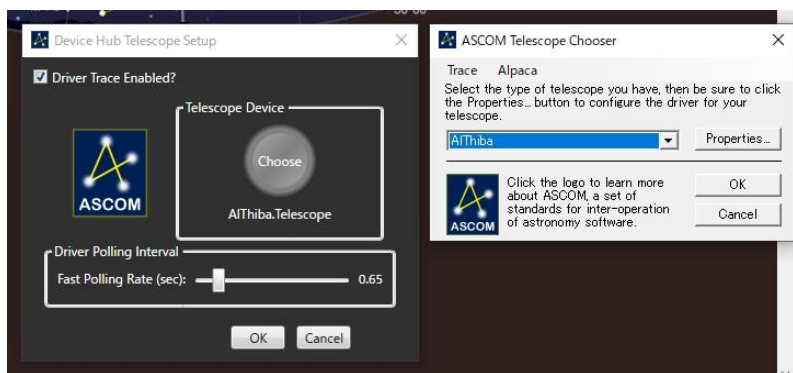 Device Hub Telescope Setup
Driver Trace Enabled?
Telescope Device
Choose
ASCOM
AlThiba.Telescope
Driver Polling Interval
Fast Polling Rate (sec):
0.65
OK
Cancel
ASCOM Telescope Chooser
Trace
Alpaca
Select the type of telescope you have, then be sure to click
the Properties... button to configure the driver for your
telescope.
AlThiba
Properties...
Click the logo to learn more
about ASCOM, a set of
standards for inter-operation
of astronomy software.
ASCOM
OK
Cancel